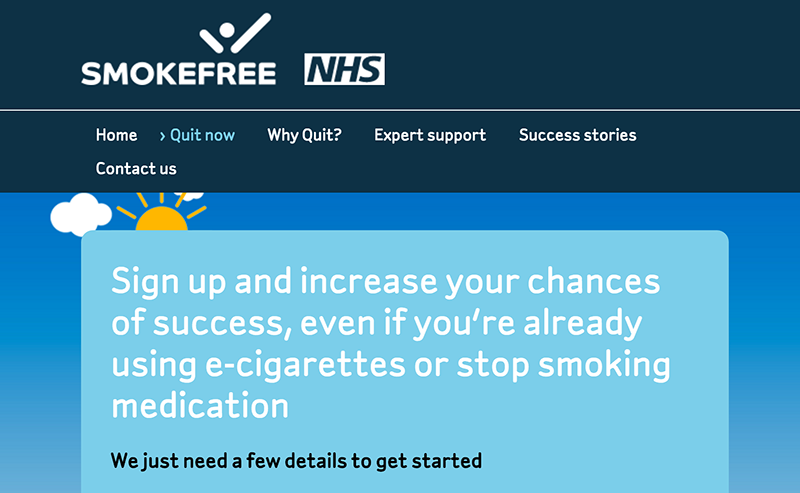 SMOKEFREE NHS
Home › Quit now Why Quit? Expert support Success stories
Contact us
Sign up and increase your chances
of success, even if you’re already
using e-cigarettes or stop smoking
medication
We just need a few details to get started